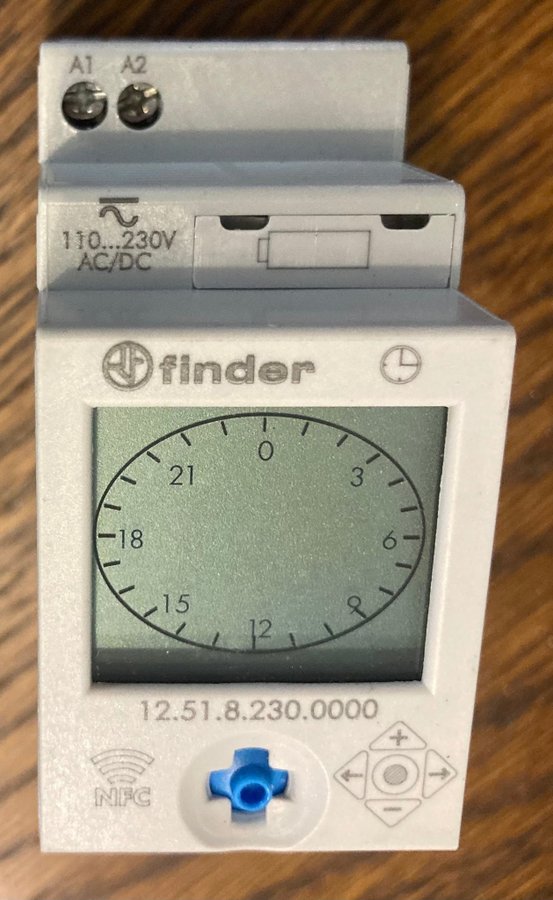 A1 A2
110...230V
AC/DC
finder
0
21 3
18 6
15 9
12
12.51.8.230.0000
NFC
+
−